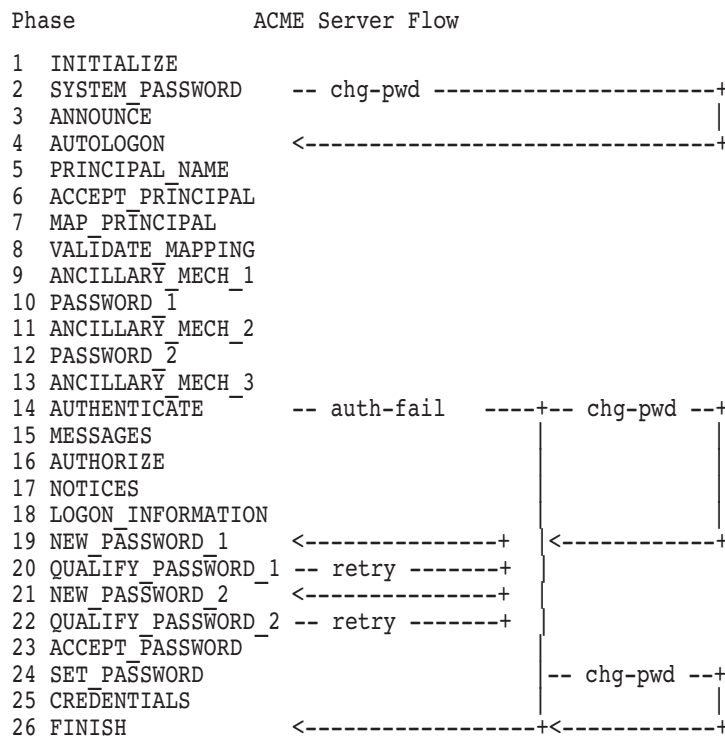 Phase               ACME Server Flow
1  INITIALIZE
2  SYSTEM_PASSWORD    -- chg-pwd ----------------------+
3  ANNOUNCE                                            |
4  AUTOLOGON          <--------------------------------+
5  PRINCIPAL_NAME
6  ACCEPT_PRINCIPAL
7  MAP_PRINCIPAL
8  VALIDATE_MAPPING
9  ANCILLARY_MECH_1
10 PASSWORD_1
11 ANCILLARY_MECH_2
12 PASSWORD_2
13 ANCILLARY_MECH_3
14 AUTHENTICATE       -- auth-fail   ----+-- chg-pwd --+
15 MESSAGES                              |             |
16 AUTHORIZE                             |             |
17 NOTICES                               |             |
18 LOGON_INFORMATION                     |             |
19 NEW_PASSWORD_1     <---------------+  |<------------+
20 QUALIFY_PASSWORD_1 -- retry -------+  |
21 NEW_PASSWORD_2     <---------------+  |
22 QUALIFY_PASSWORD_2 -- retry -------+  |
23 ACCEPT_PASSWORD                       |
24 SET_PASSWORD                          |-- chg-pwd --+
25 CREDENTIALS                           |             |
26 FINISH             <------------------+<------------+